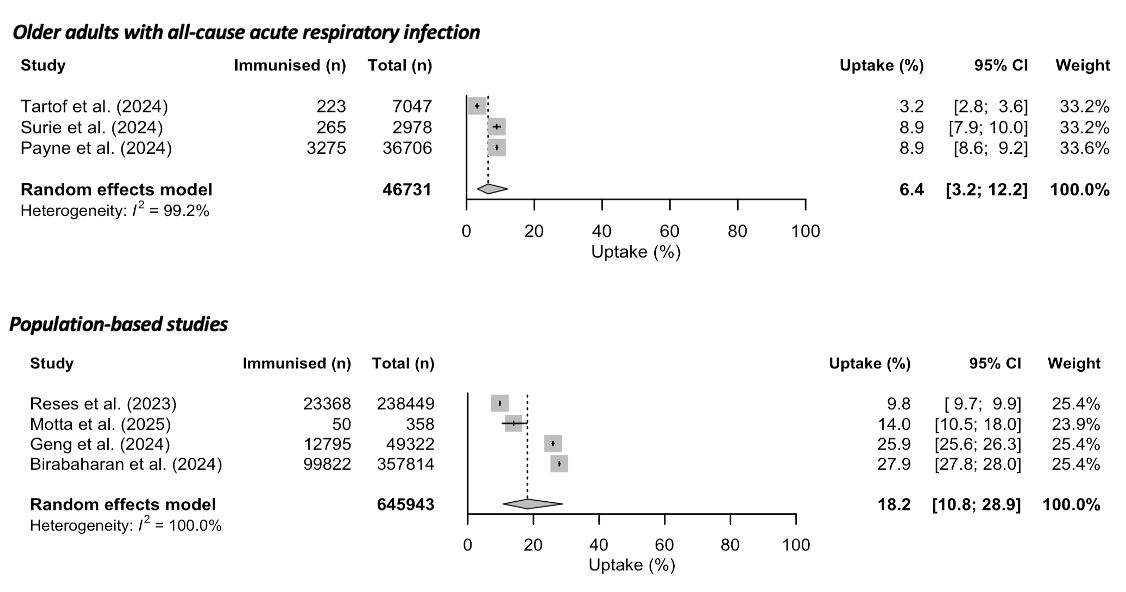 Older adults with all-cause acute respiratory infection
Study Immunised (n) Total (n) Uptake (%) 95% CI Weight
Tartof et al. (2024) 223 7047 3.2 [2.8; 3.6] 33.2%
Surie et al. (2024) 265 2978 8.9 [7.9; 10.0] 33.2%
Payne et al. (2024) 3275 36706 8.9 [8.6; 9.2] 33.6%
Random effects model 46731 6.4 [3.2; 12.2] 100.0%
Heterogeneity: I² = 99.2%
0 20 40 60 80 100
Uptake (%)
Population-based studies
Study Immunised (n) Total (n) Uptake (%) 95% CI Weight
Reses et al. (2023) 23368 238449 9.8 [ 9.7; 9.9] 25.4%
Motta et al. (2025) 50 358 14.0 [10.5; 18.0] 23.9%
Geng et al. (2024) 12795 49322 25.9 [25.6; 26.3] 25.4%
Birabaharan et al. (2024) 99822 357814 27.9 [27.8; 28.0] 25.4%
Random effects model 645943 18.2 [10.8; 28.9] 100.0%
Heterogeneity: I² = 100.0%
0 20 40 60 80 100
Uptake (%)